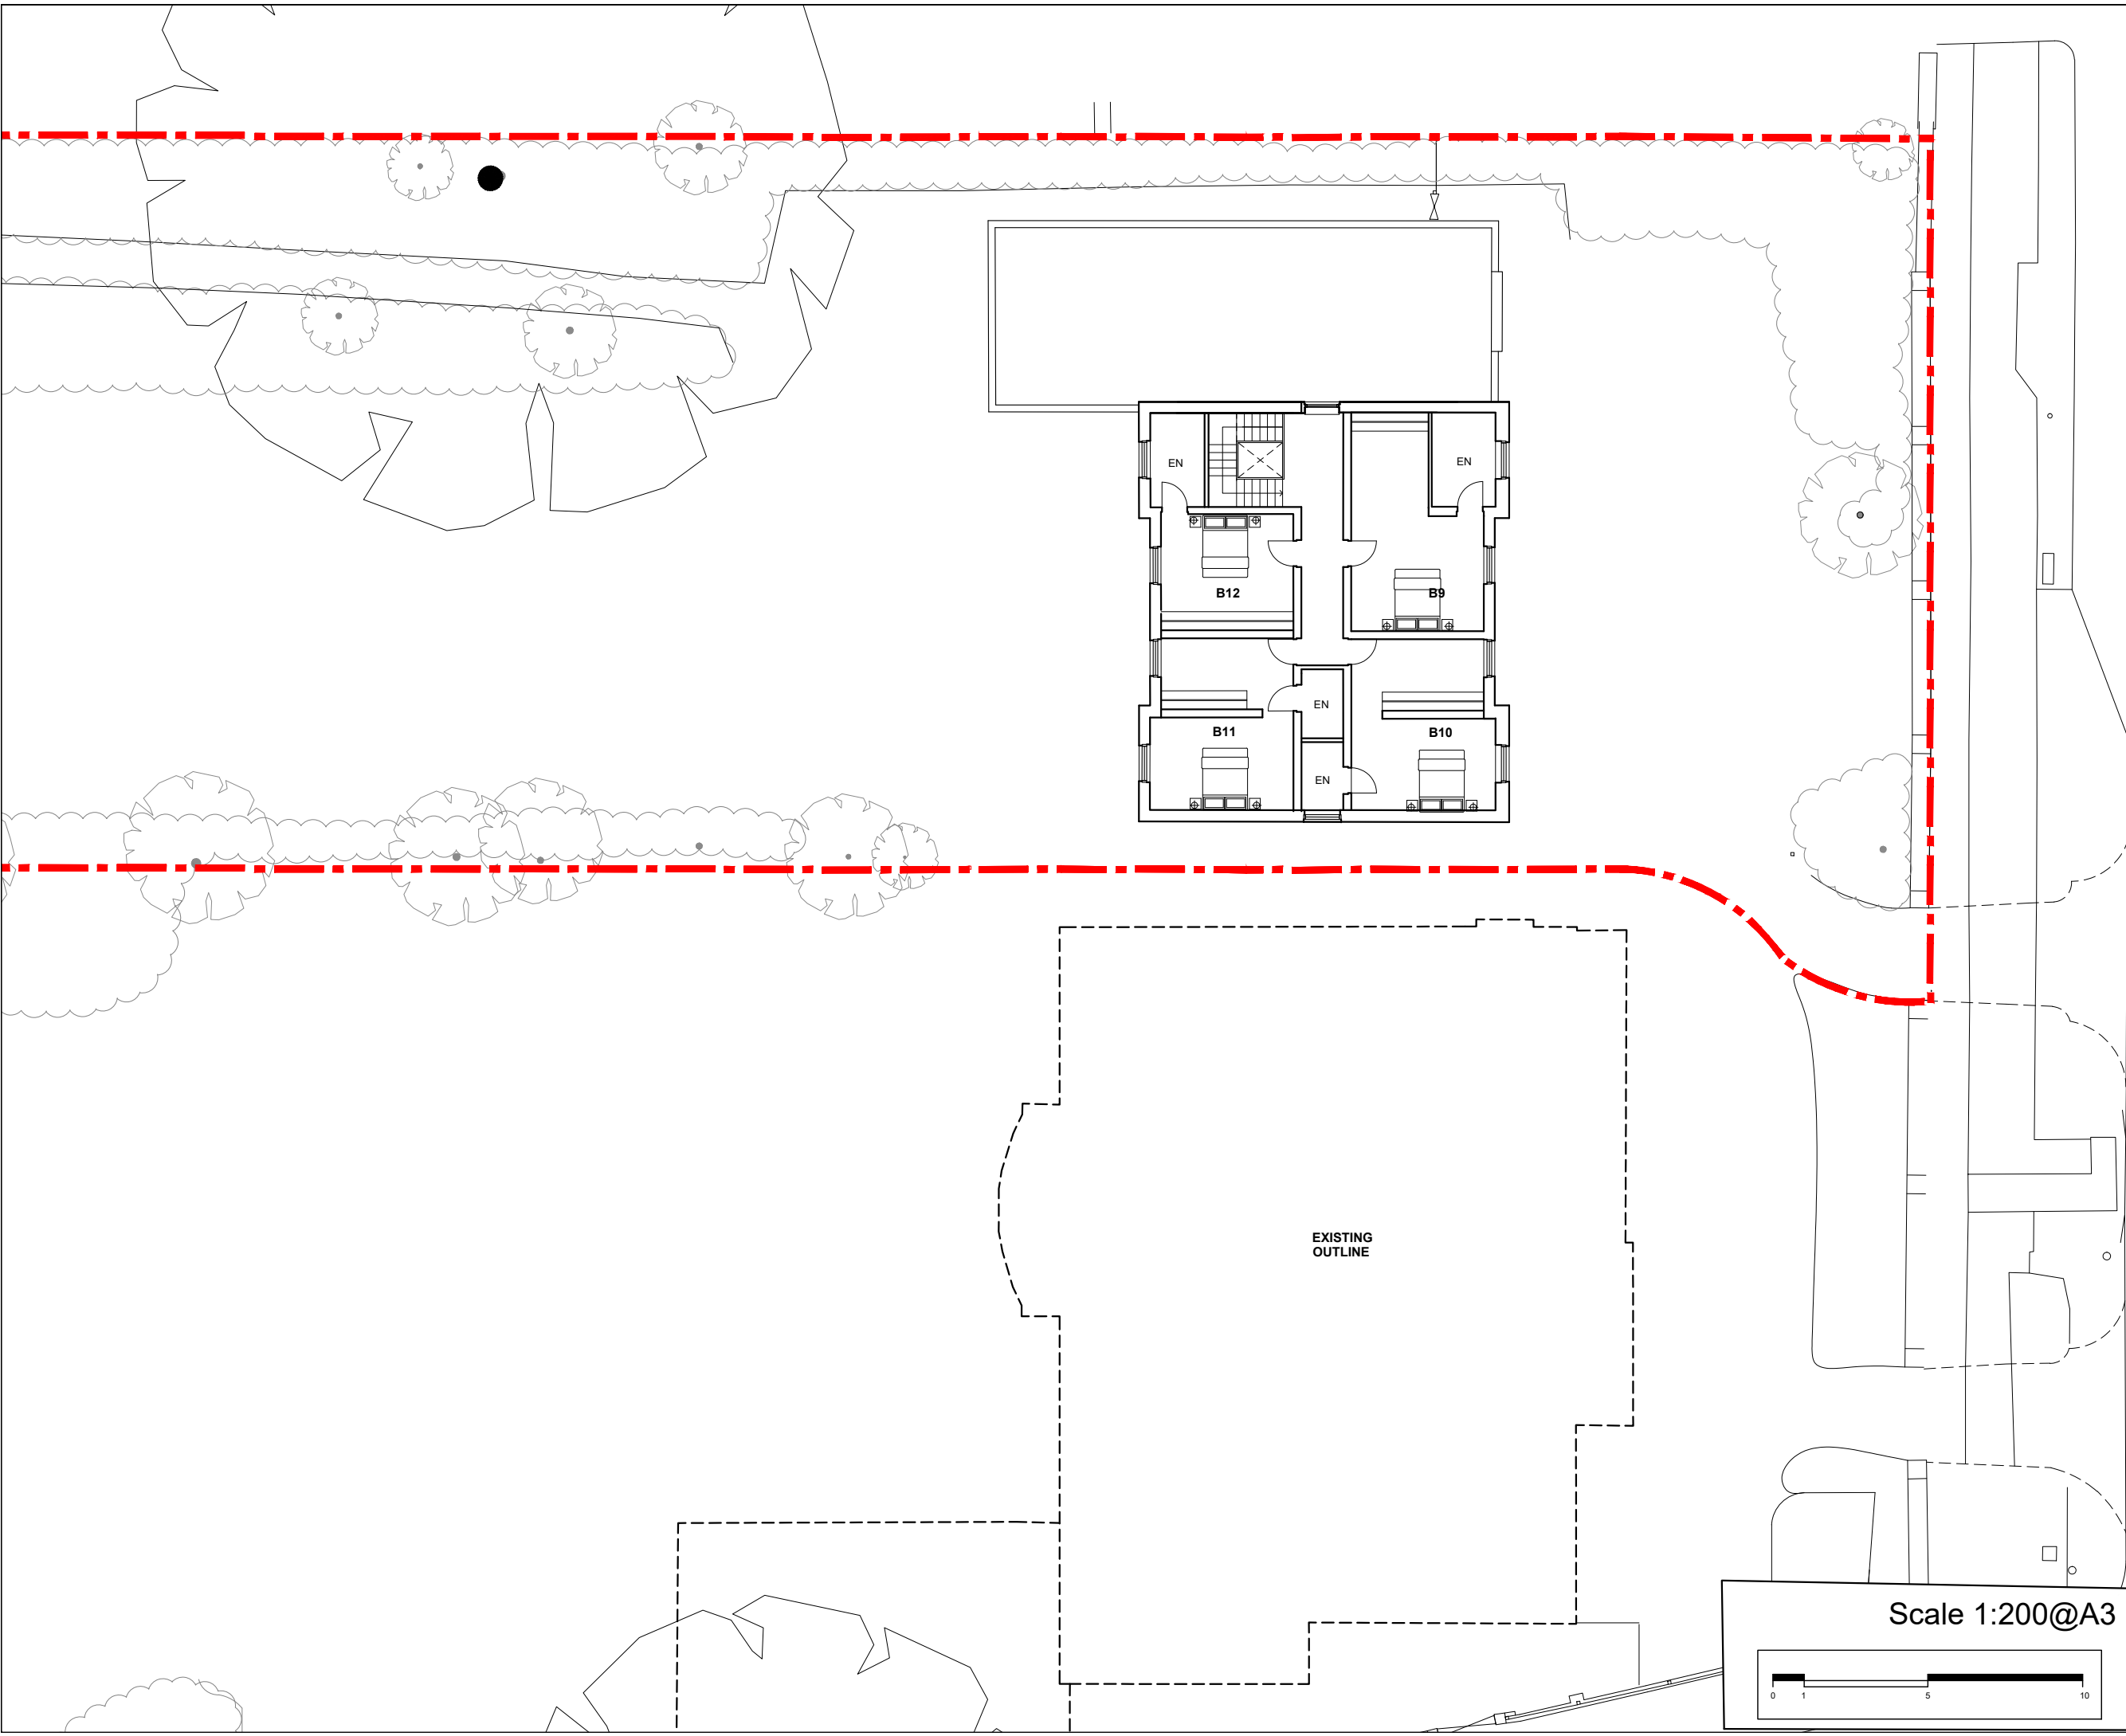 EN
EN
B12
B9
EN
B11
B10
EN
EXISTING
OUTLINE
Scale 1:200@A3
0 1 5 10